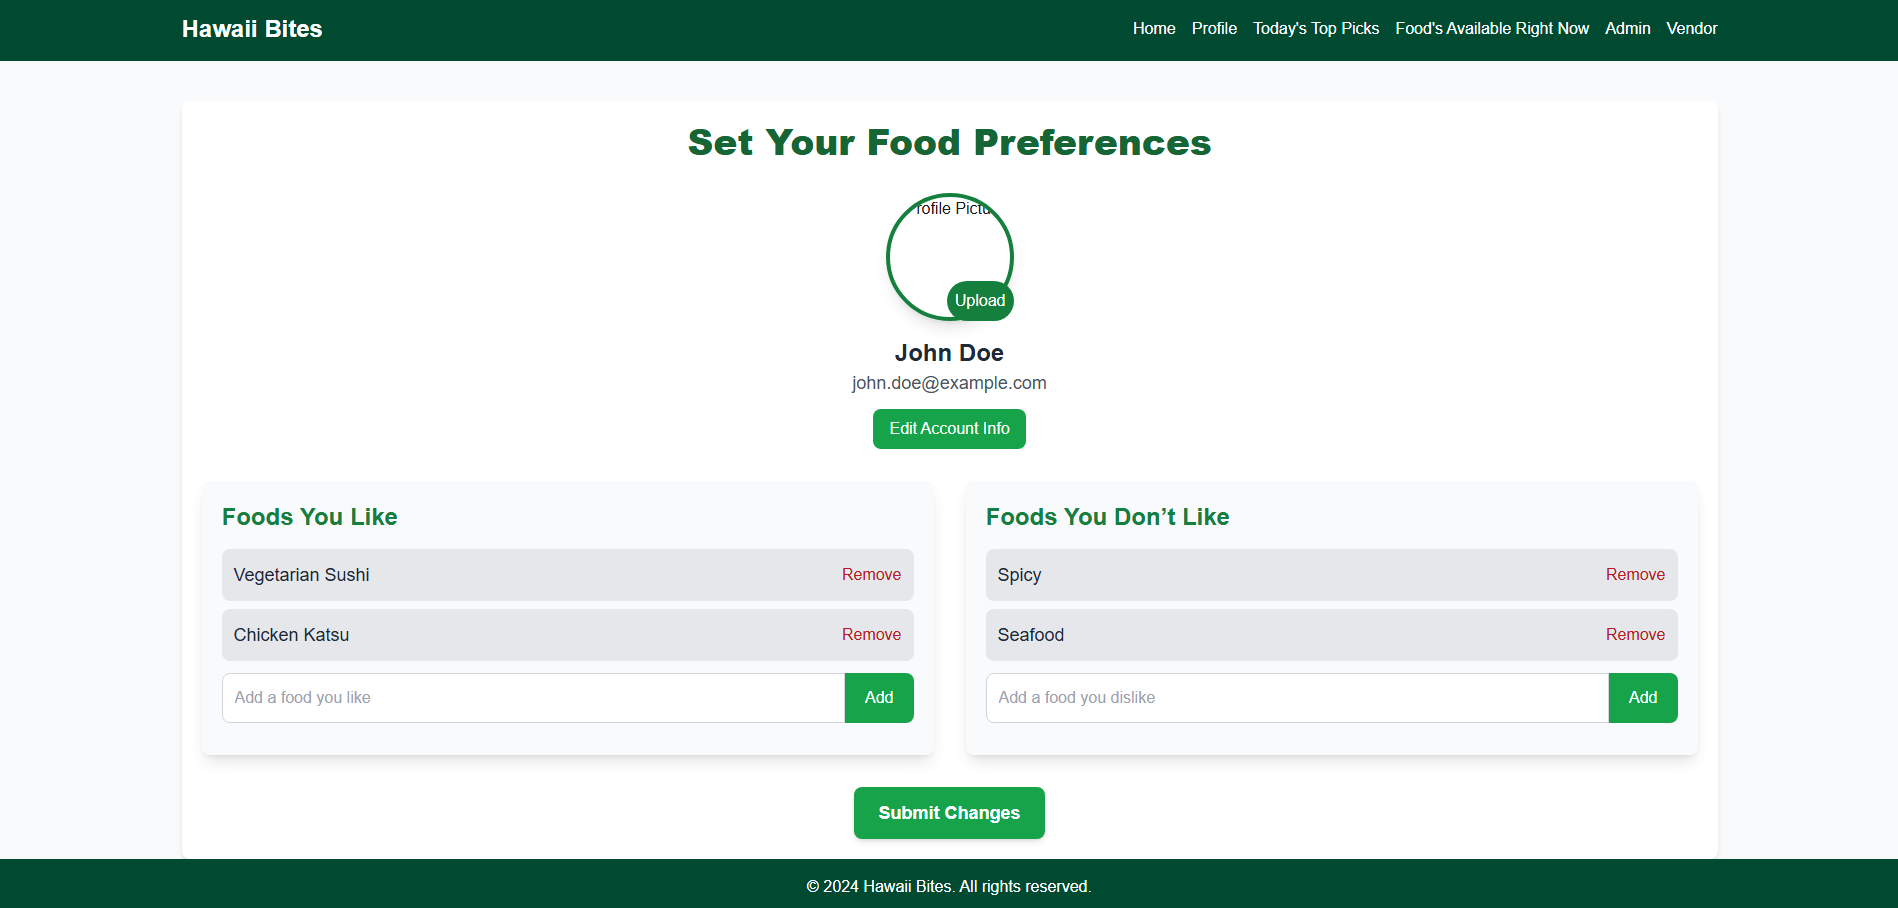 Hawaii Bites
Home Profile Today's Top Picks Food's Available Right Now Admin Vendor
Set Your Food Preferences
rofile Pictu
Upload
John Doe
john.doe@example.com
Edit Account Info
Foods You Like
Vegetarian Sushi Remove
Chicken Katsu Remove
Add a food you like Add
Foods You Don’t Like
Spicy Remove
Seafood Remove
Add a food you dislike Add
Submit Changes
© 2024 Hawaii Bites. All rights reserved.